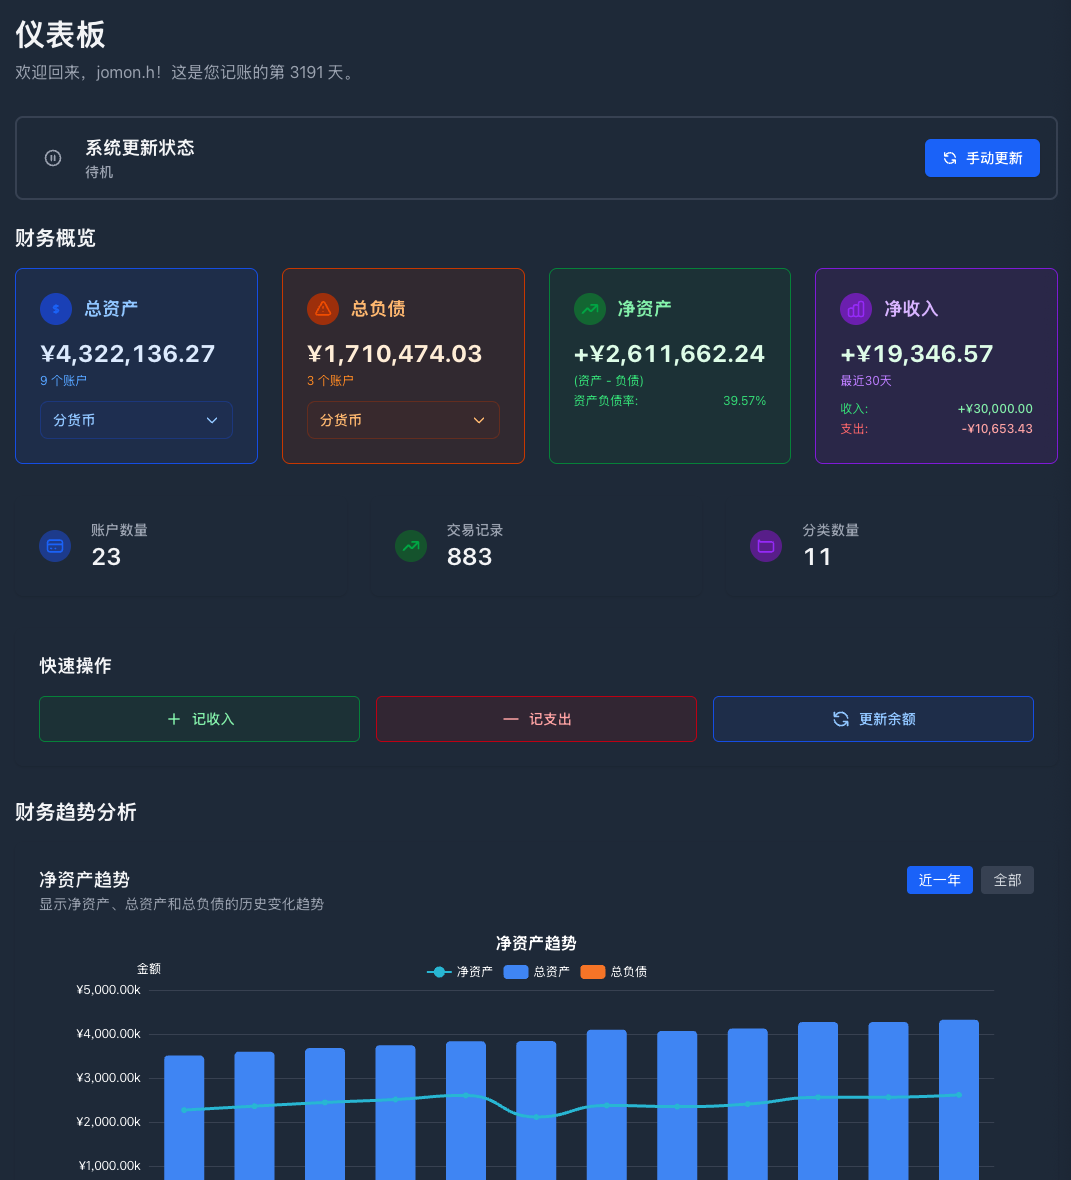 仪表板
欢迎回来，jomon.h！这是您记账的第 3191 天。
系统更新状态
待机
手动更新
财务概览
总资产
¥4,322,136.27
9 个账户
分货币
总负债
¥1,710,474.03
3 个账户
分货币
净资产
+¥2,611,662.24
(资产 - 负债)
资产负债率: 39.57%
净收入
+¥19,346.57
最近30天
收入: +¥30,000.00
支出: -¥10,653.43
账户数量
23
交易记录
883
分类数量
11
快速操作
记收入
记支出
更新余额
财务趋势分析
净资产趋势
显示净资产、总资产和总负债的历史变化趋势
近一年
全部
净资产趋势
净资产 总资产 总负债
金额
¥5,000.00k
¥4,000.00k
¥3,000.00k
¥2,000.00k
¥1,000.00k